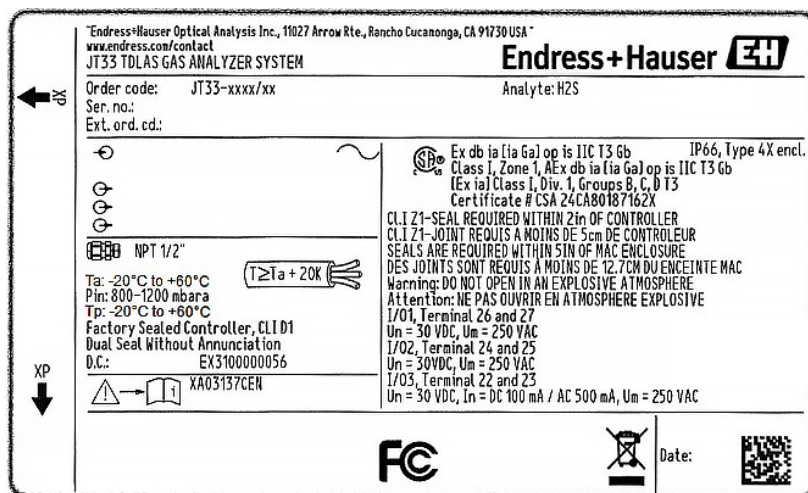 "Endress+Hauser Optical Analysis Inc., 11027 Arrow Rte., Rancho Cucanonga, CA 91730 USA"
www.endress.com/contact
JT33 TDLAS GAS ANALYZER SYSTEM
Endress+Hauser EH
Order code: JT33-xxxx/xx
Analyte: H2S
Ser. no.:
Ext. ord. cd.:
XP
NPT 1/2"
T≥Ta + 20K
Ta: -20°C to +60°C
Pin: 800-1200 mbara
Tp: -20°C to +60°C
Factory Sealed Controller, CLI D1
Dual Seal Without Annunciation
D.C.: EX3100000056
XA03137CEN
XP
Ex db ia [ia Ga] op is IIC T3 Gb
IP66, Type 4X encl.
Class I, Zone 1, AEx db ia [ia Ga] op is IIC T3 Gb
[Ex ia] Class I, Div. 1, Groups B, C, D T3
Certificate # CSA 24CA80187162X
CL.I Z1-SEAL REQUIRED WITHIN 2in OF CONTROLLER
CL.I Z1-JOINT REQUIS A MOINS DE 5cm DE CONTROLEUR
SEALS ARE REQUIRED WITHIN 5IN OF MAC ENCLOSURE
DES JOINTS SONT REQUIS À MOINS DE 12.7CM DU ENCEINTE MAC
Warning: DO NOT OPEN IN AN EXPLOSIVE ATMOSPHERE
Attention: NE PAS OUVRIR EN ATMOSPHERE EXPLOSIVE
I/O1, Terminal 26 and 27
Un = 30 VDC, Um = 250 VAC
I/O2, Terminal 24 and 25
Un = 30VDC, Um = 250 VAC
I/O3, Terminal 22 and 23
Un = 30 VDC, In = DC 100 mA / AC 500 mA, Um = 250 VAC
FC
Date: